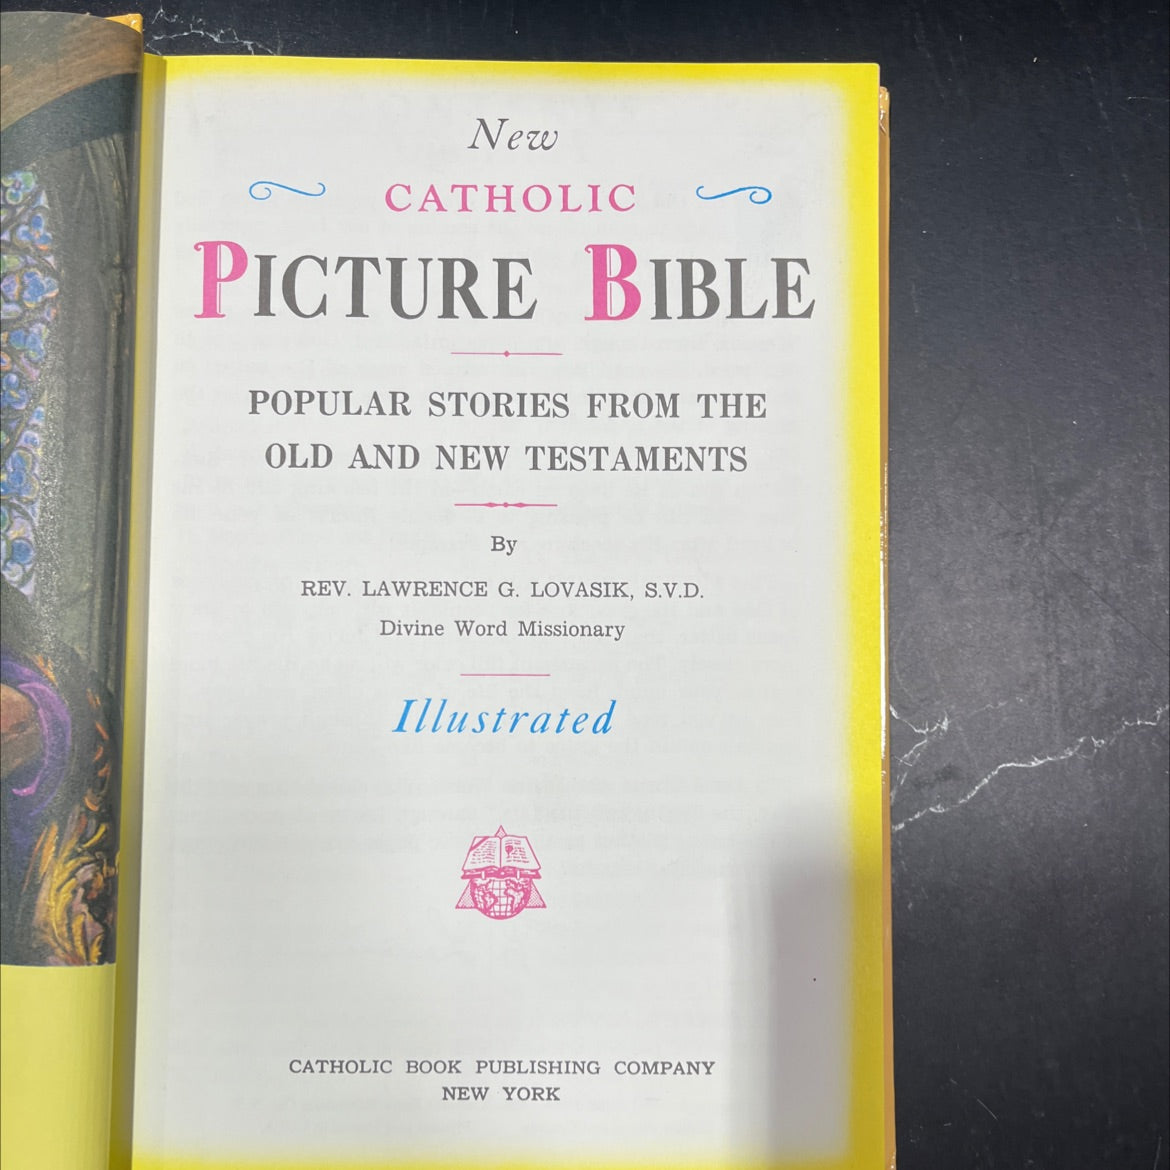 New
CATHOLIC
PICTURE BIBLE
POPULAR STORIES FROM THE
OLD AND NEW TESTAMENTS
By
REV. LAWRENCE G. LOVASIK, S.V.D.
Divine Word Missionary
Illustrated
CATHOLIC BOOK PUBLISHING COMPANY
NEW YORK